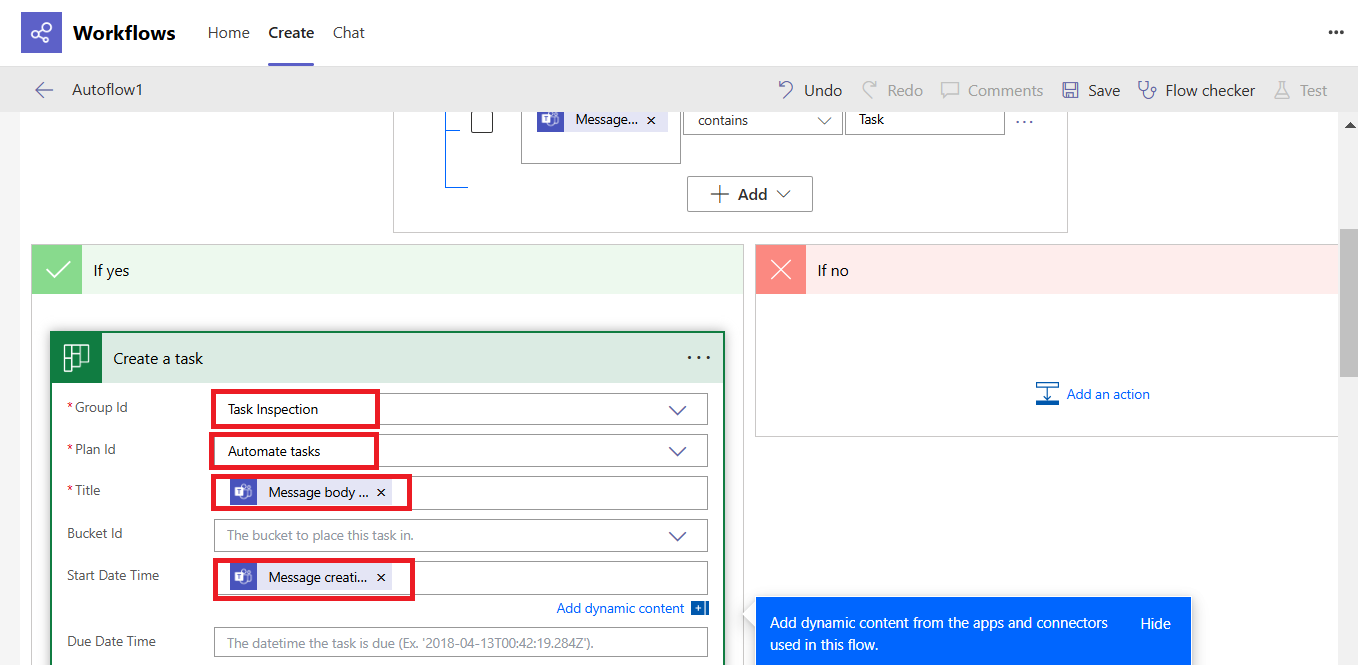 Workflows Home Create Chat
Autoflow1 Undo Redo Comments Save Flow checker Test
Message... × contains Task
Add
If yes
If no
Create a task
Add an action
* Group Id Task Inspection
* Plan Id Automate tasks
* Title Message body ... ×
Bucket Id The bucket to place this task in.
Start Date Time Message creati... ×
Add dynamic content
Add dynamic content from the apps and connectors used in this flow. Hide
Due Date Time The datetime the task is due (Ex. '2018-04-13T00:42:19.284Z').